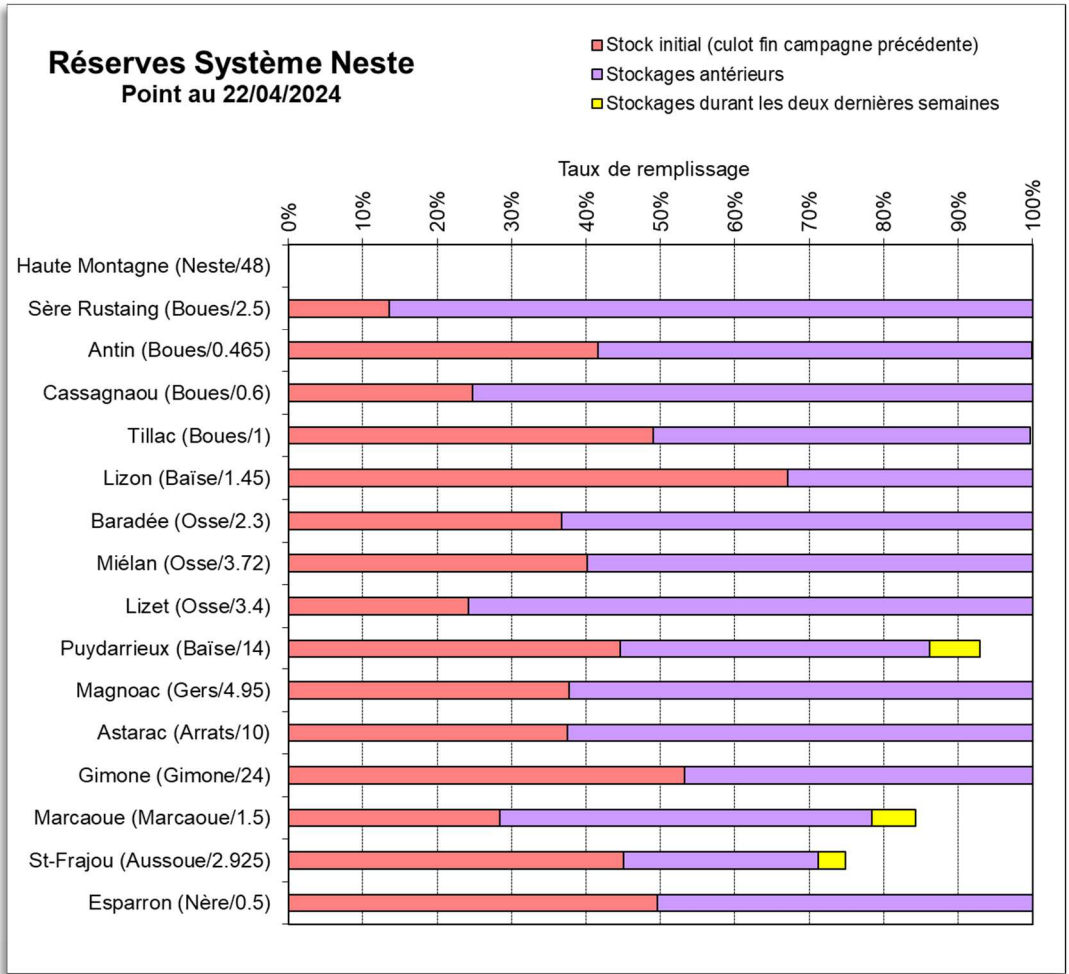 Réserves Système Neste
Point au 22/04/2024
Stock initial (culot fin campagne précédente)
Stockages antérieurs
Stockages durant les deux dernières semaines
Taux de remplissage
0%
10%
20%
30%
40%
50%
60%
70%
80%
90%
100%
Haute Montagne (Neste/48)
Sère Rustaing (Boues/2.5)
Antin (Boues/0.465)
Cassagnaou (Boues/0.6)
Tillac (Boues/1)
Lizon (Baïse/1.45)
Baradée (Osse/2.3)
Miélan (Osse/3.72)
Lizet (Osse/3.4)
Puydarrieux (Baïse/14)
Magnoac (Gers/4.95)
Astarac (Arrats/10)
Gimone (Gimone/24)
Marcaoue (Marcaoue/1.5)
St-Frajou (Aussoue/2.925)
Esparron (Nère/0.5)